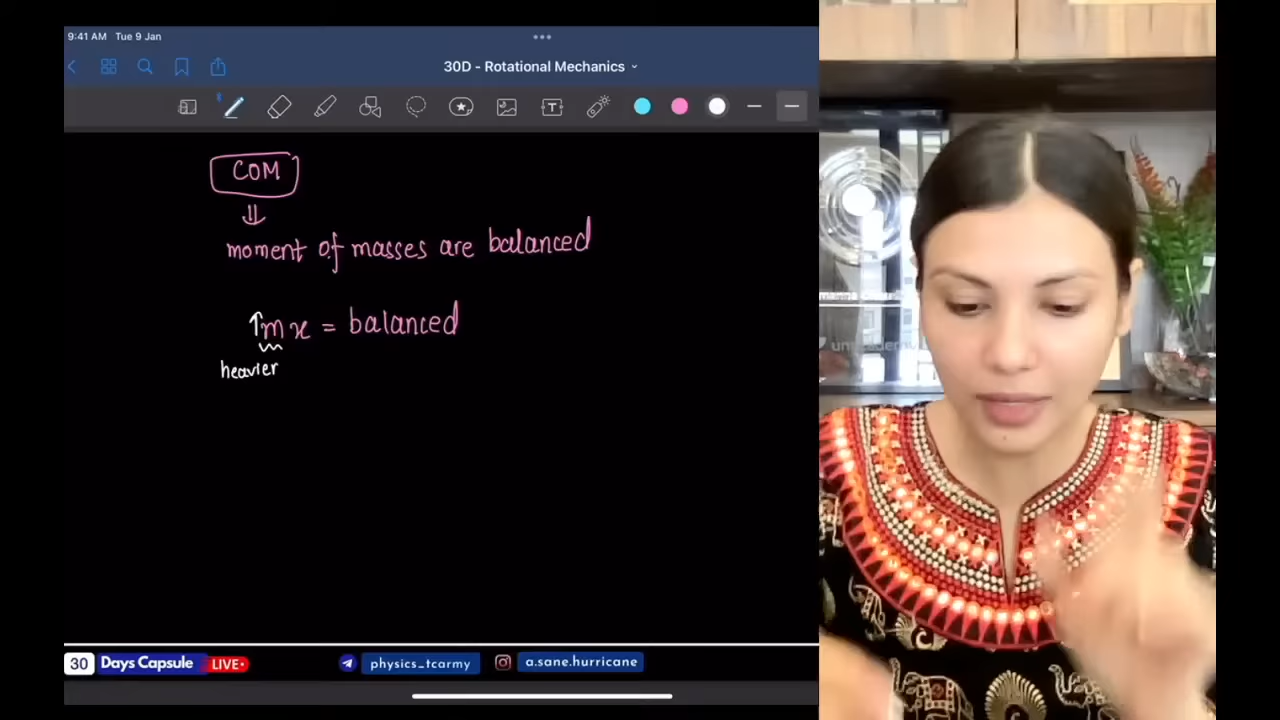 9:41 AM Tue 9 Jan
30D - Rotational Mechanics
COM
moment of masses are balanced
↑mx = balanced
heavier
30 Days Capsule LIVE
physics_tcarmy
a.sane.hurricane